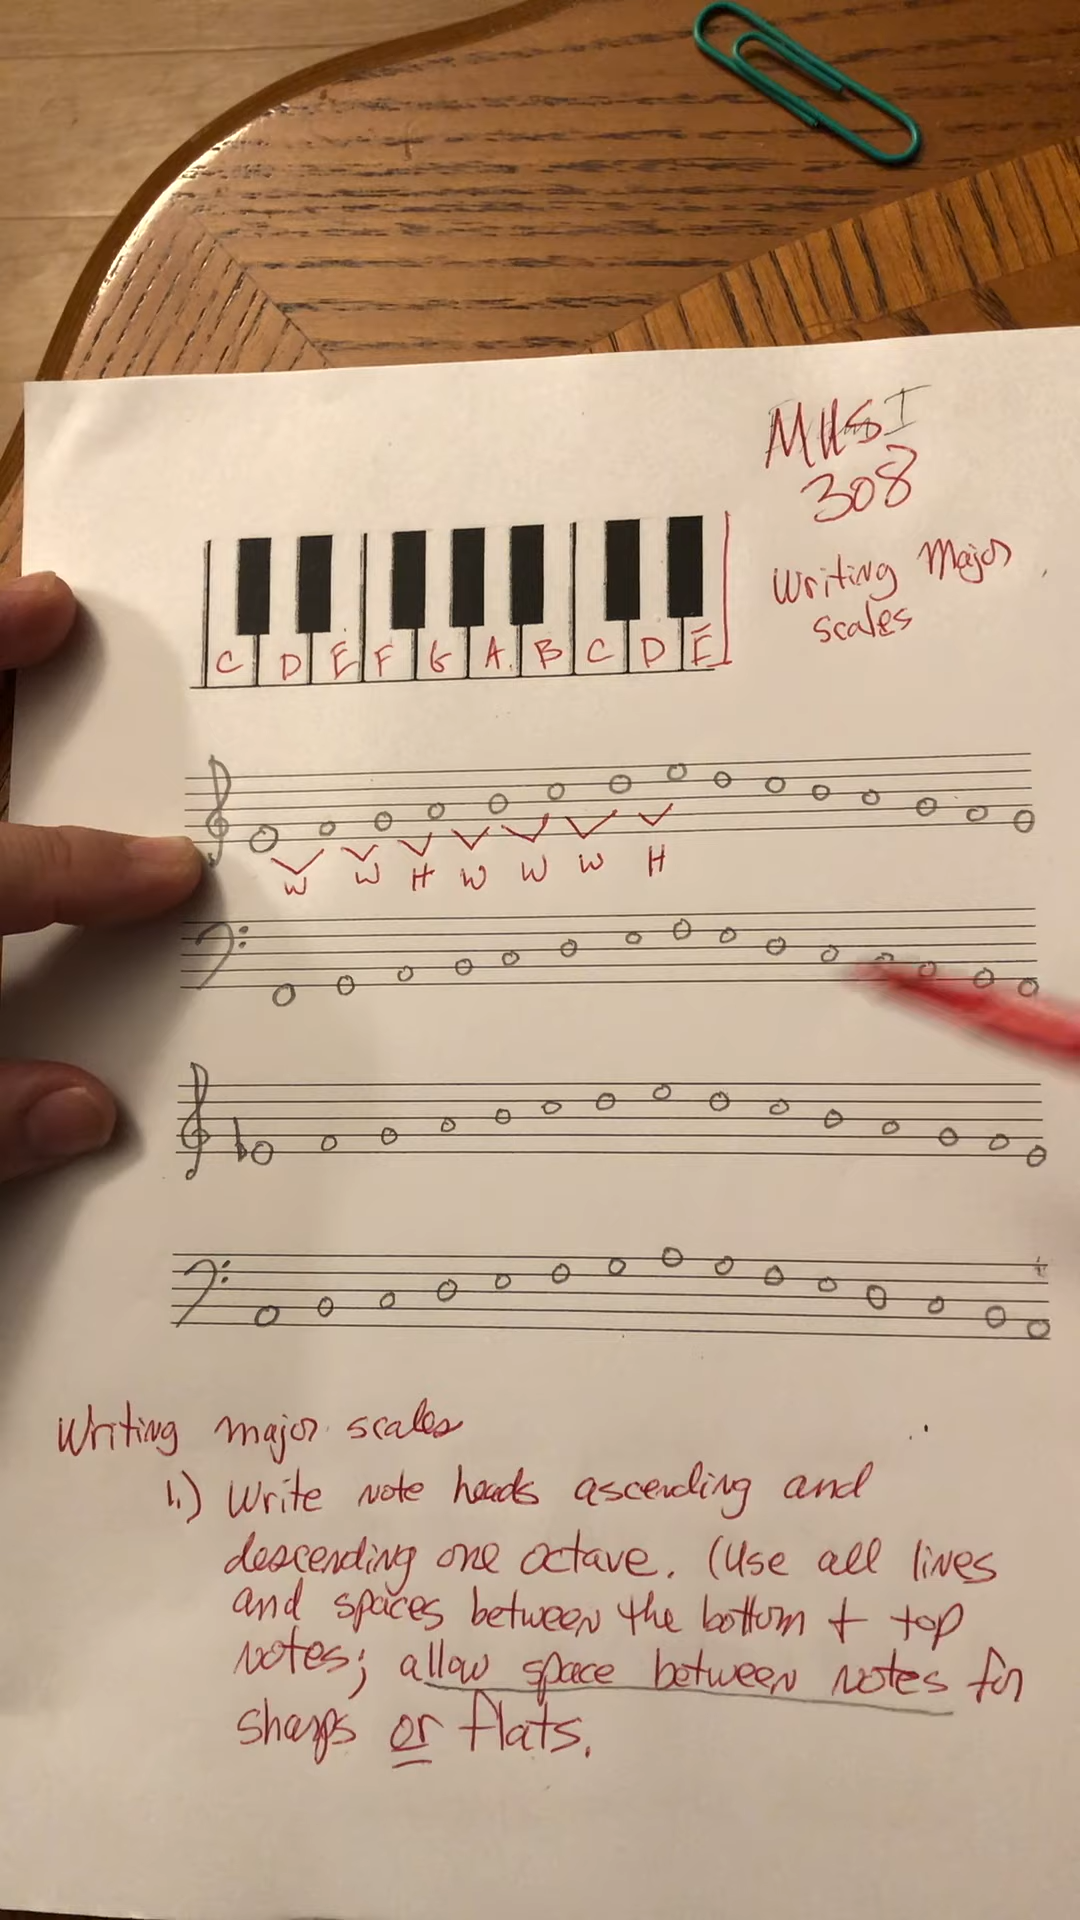 MUSI
308
Writing Major
scales
C D E F G A B C D E
W W H W W W H
Writing major scales
1.) Write note heads ascending and
descending one octave. (Use all lines
and spaces between the bottom + top
notes; allow space between notes for
sharps or flats.